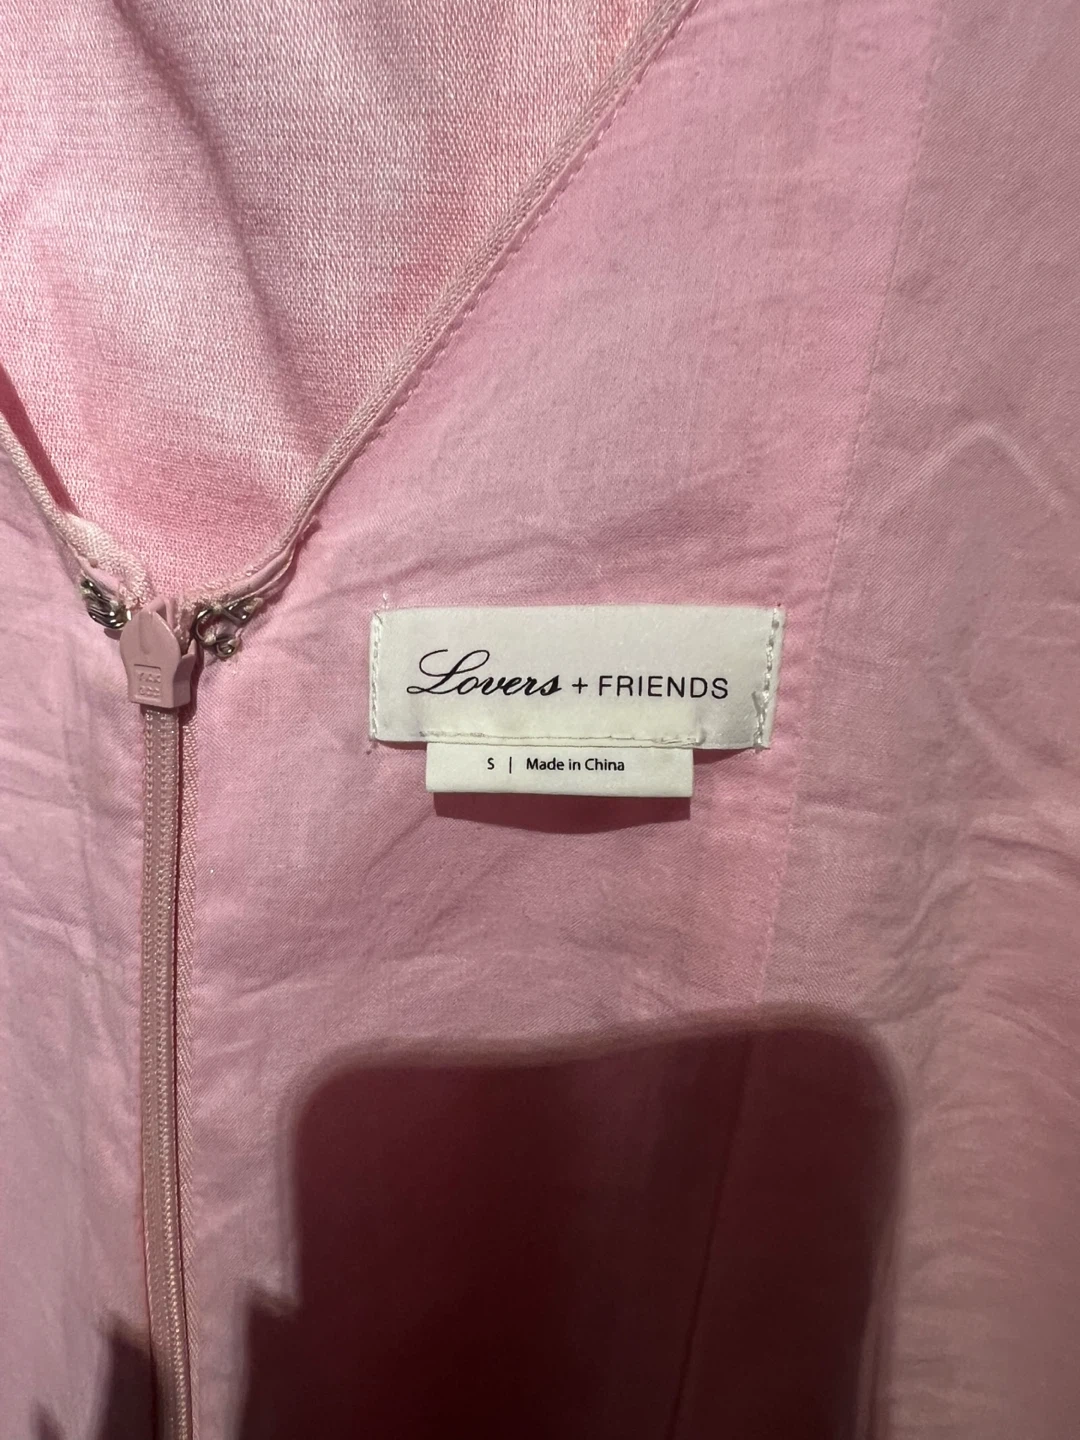 Lovers + FRIENDS
S | Made in China